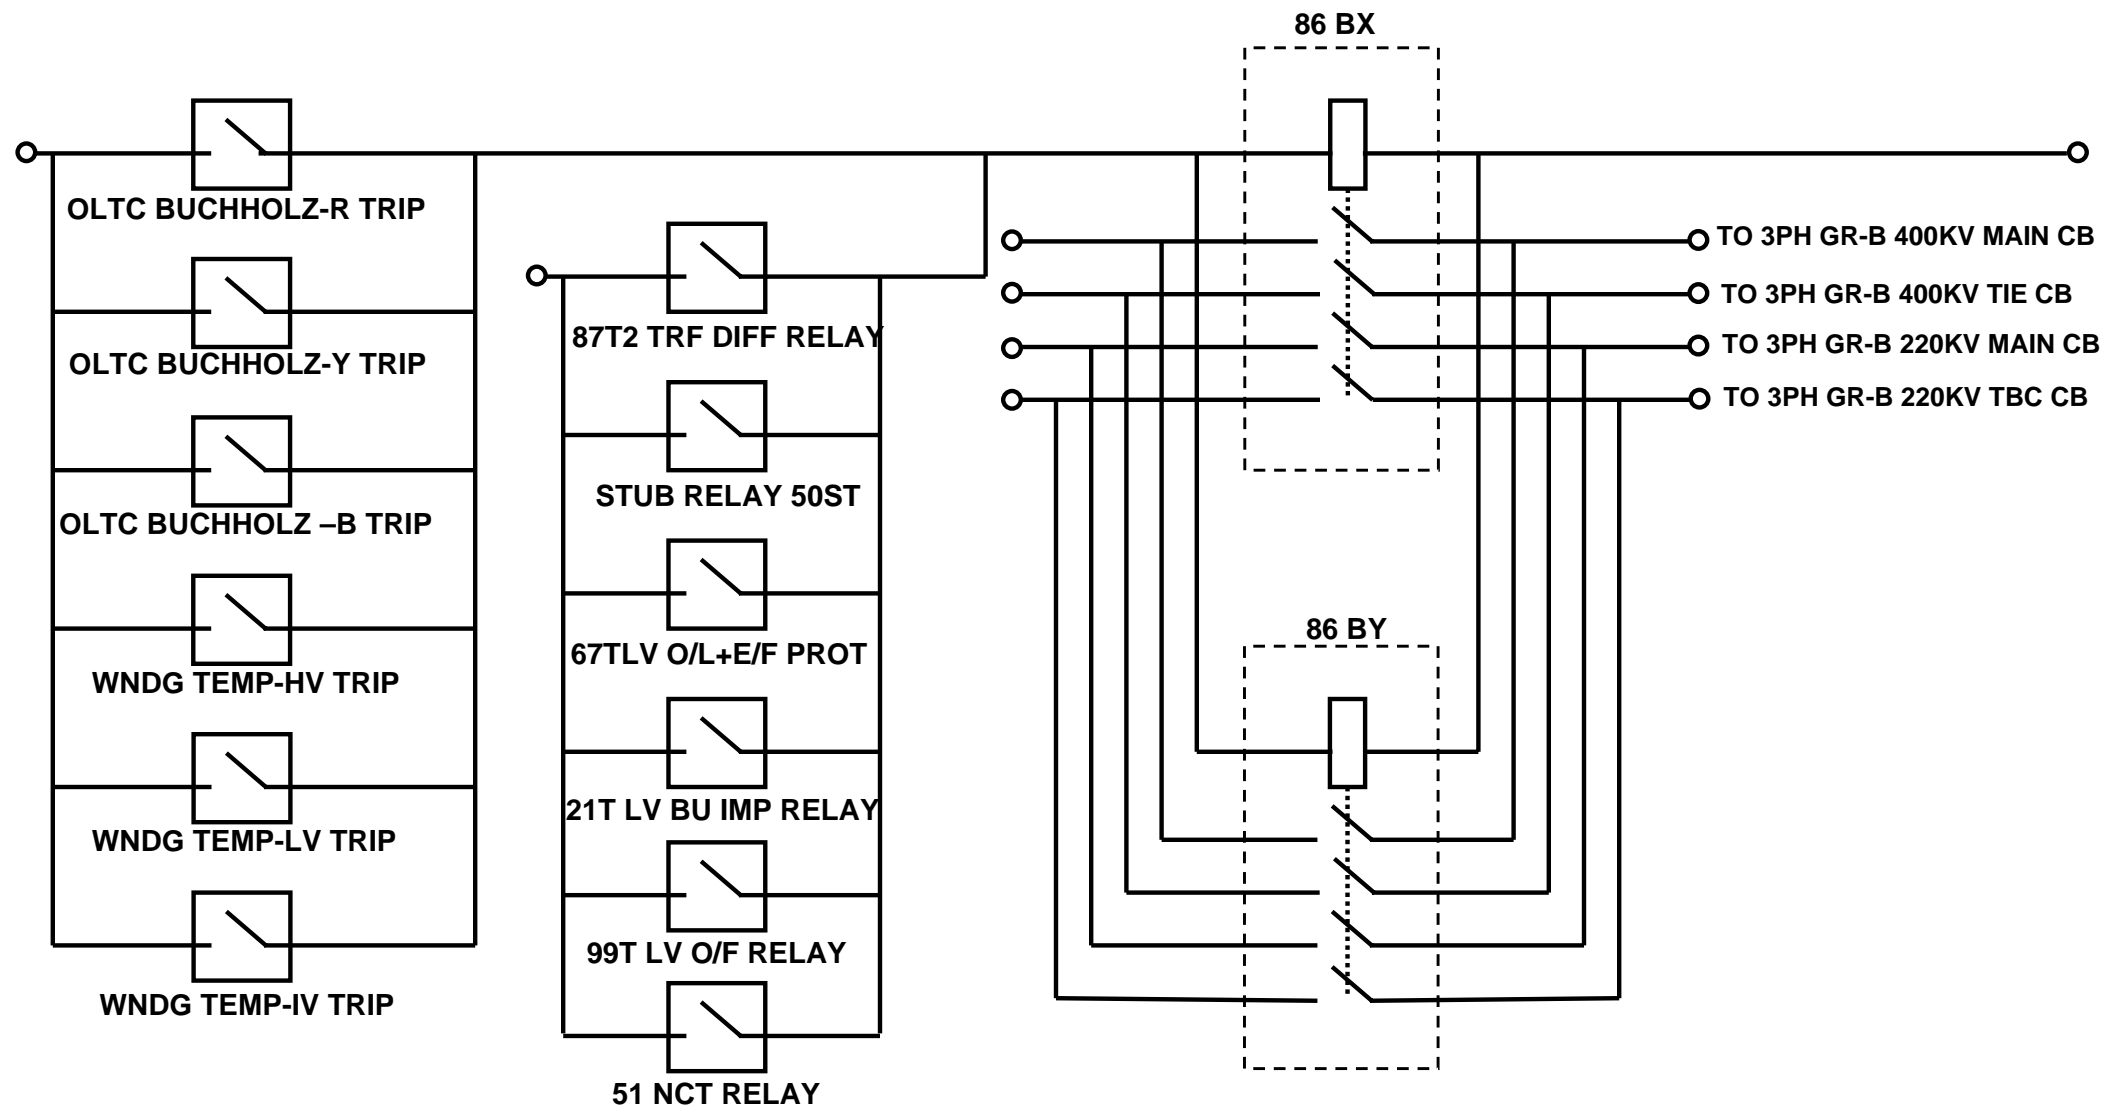 86 BX
OLTC BUCHHOLZ-R TRIP
OLTC BUCHHOLZ-Y TRIP
OLTC BUCHHOLZ –B TRIP
WNDG TEMP-HV TRIP
WNDG TEMP-LV TRIP
WNDG TEMP-IV TRIP
87T2 TRF DIFF RELAY
STUB RELAY 50ST
67TLV O/L+E/F PROT
21T LV BU IMP RELAY
99T LV O/F RELAY
51 NCT RELAY
TO 3PH GR-B 400KV MAIN CB
TO 3PH GR-B 400KV TIE CB
TO 3PH GR-B 220KV MAIN CB
TO 3PH GR-B 220KV TBC CB
86 BY